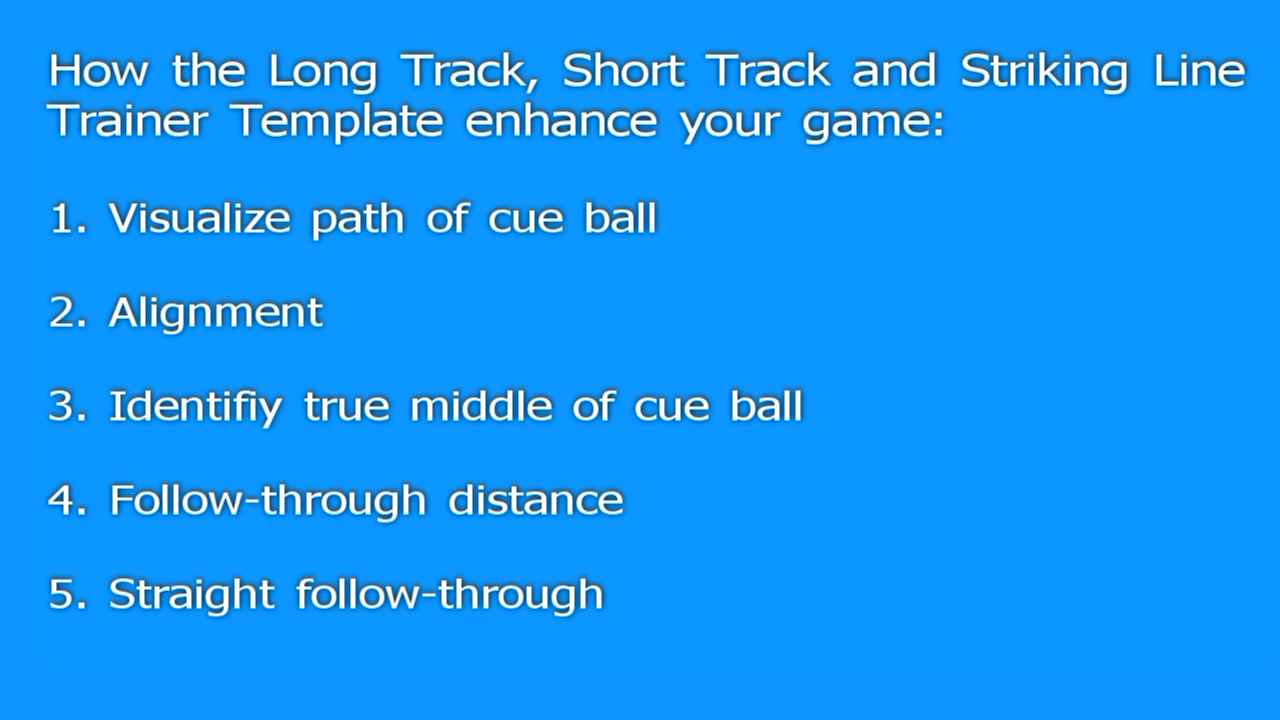 How the Long Track, Short Track and Striking Line
Trainer Template enhance your game:
1. Visualize path of cue ball
2. Alignment
3. Identifiy true middle of cue ball
4. Follow-through distance
5. Straight follow-through